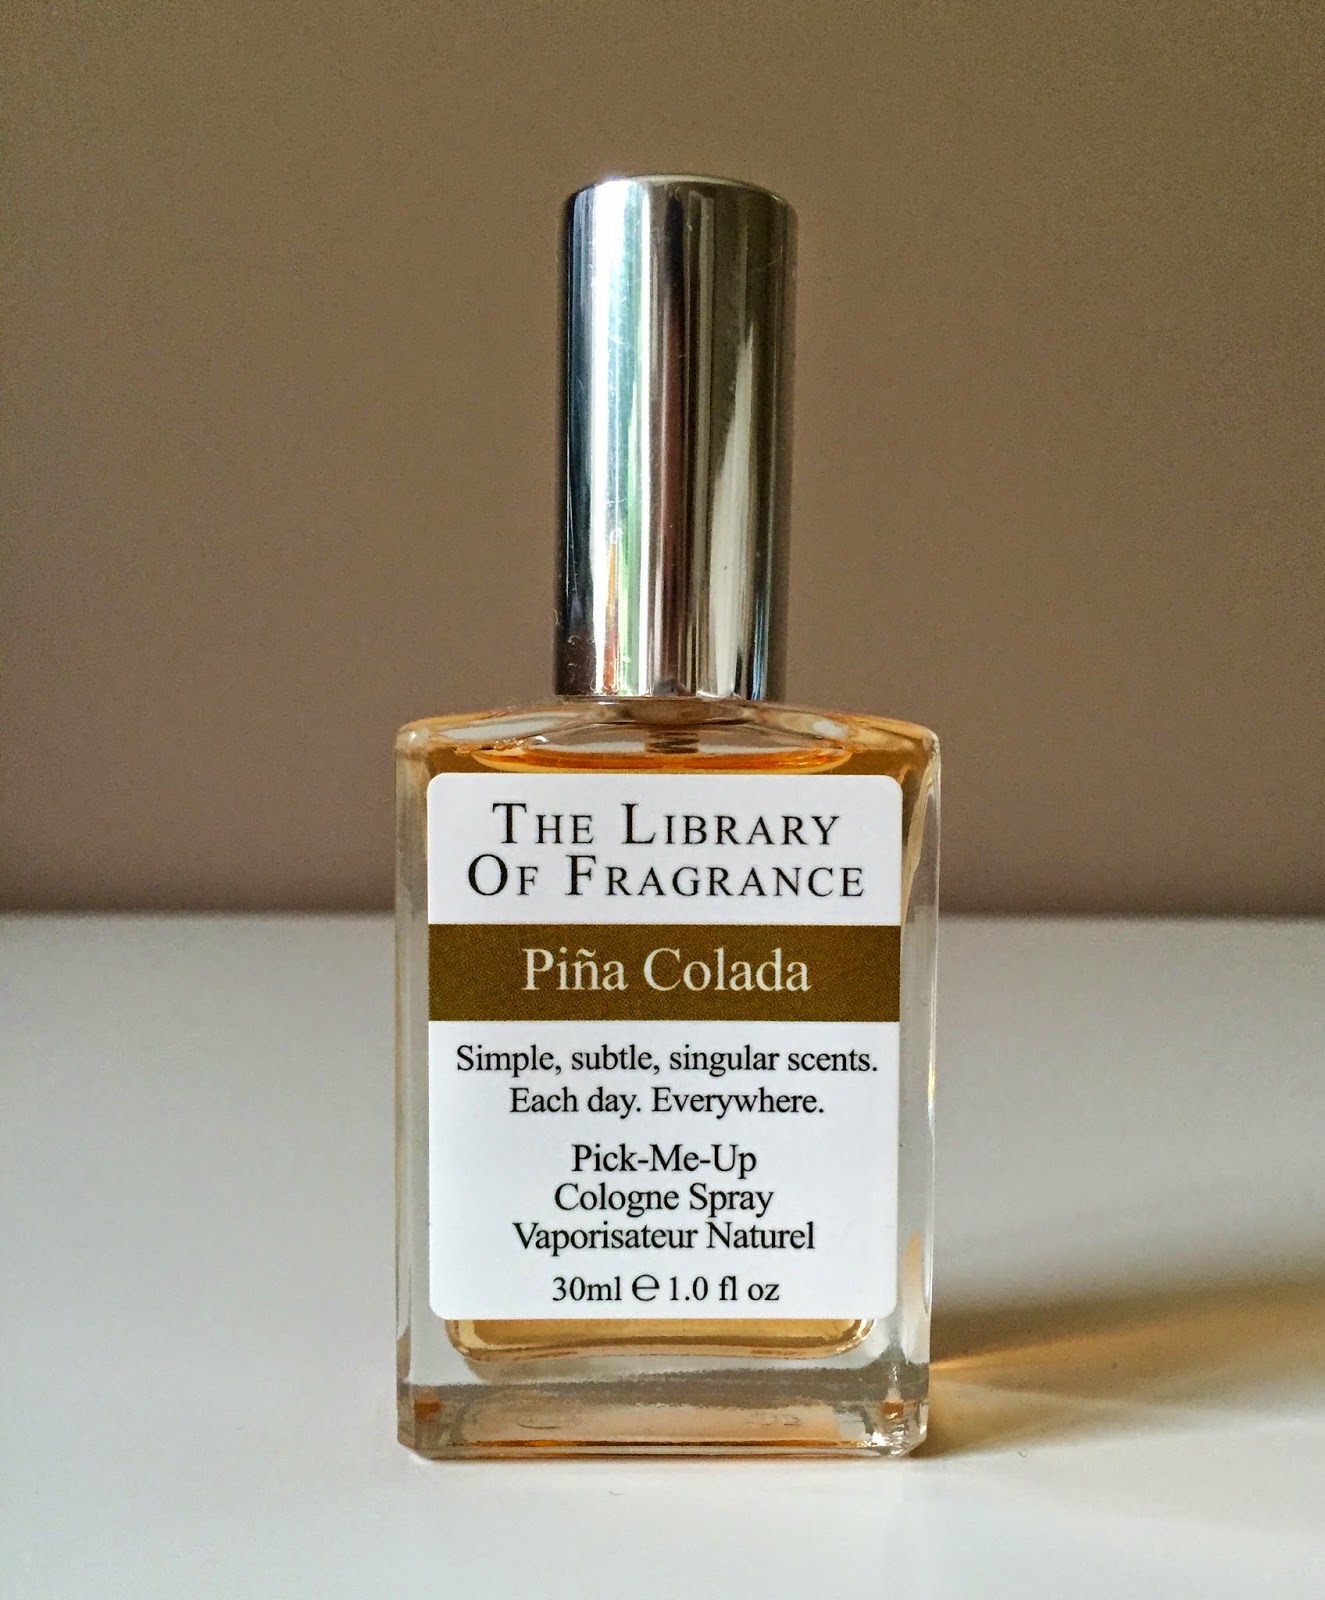 THE LIBRARY
OF FRAGRANCE
Piña Colada
Simple, subtle, singular scents.
Each day. Everywhere.
Pick-Me-Up
Cologne Spray
Vaporisateur Naturel
30ml ℮ 1.0 fl oz